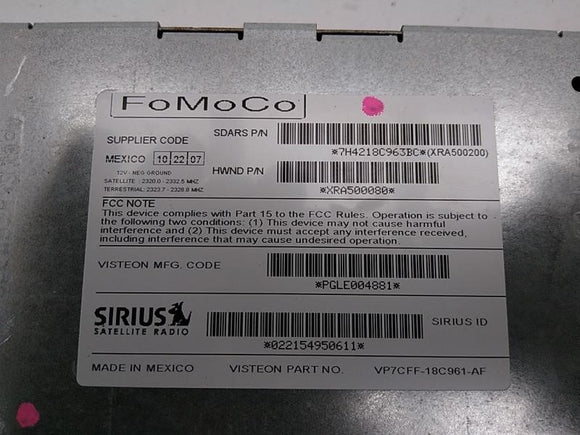 FoMoCo
SUPPLIER CODE SDARS P/N
*7H4218C963BC*(XRA500200)
MEXICO 10 22 07 HWND P/N
12V - NEG GROUND
*XRA500080*
SATELLITE : 2320.0 - 2332.5 MHZ
TERRESTRIAL: 2323.7 - 2328.8 MHZ
FCC NOTE
This device complies with Part 15 to the FCC Rules. Operation is subject to
the following two conditions: (1) This device may not cause harmful
interference and (2) This device must accept any interference received,
including interference that may cause undesired operation.
VISTEON MFG. CODE
*PGLE004881*
SIRIUS SIRIUS ID
SATELLITE RADIO
*022154950611*
MADE IN MEXICO VISTEON PART NO. VP7CFF-18C961-AF